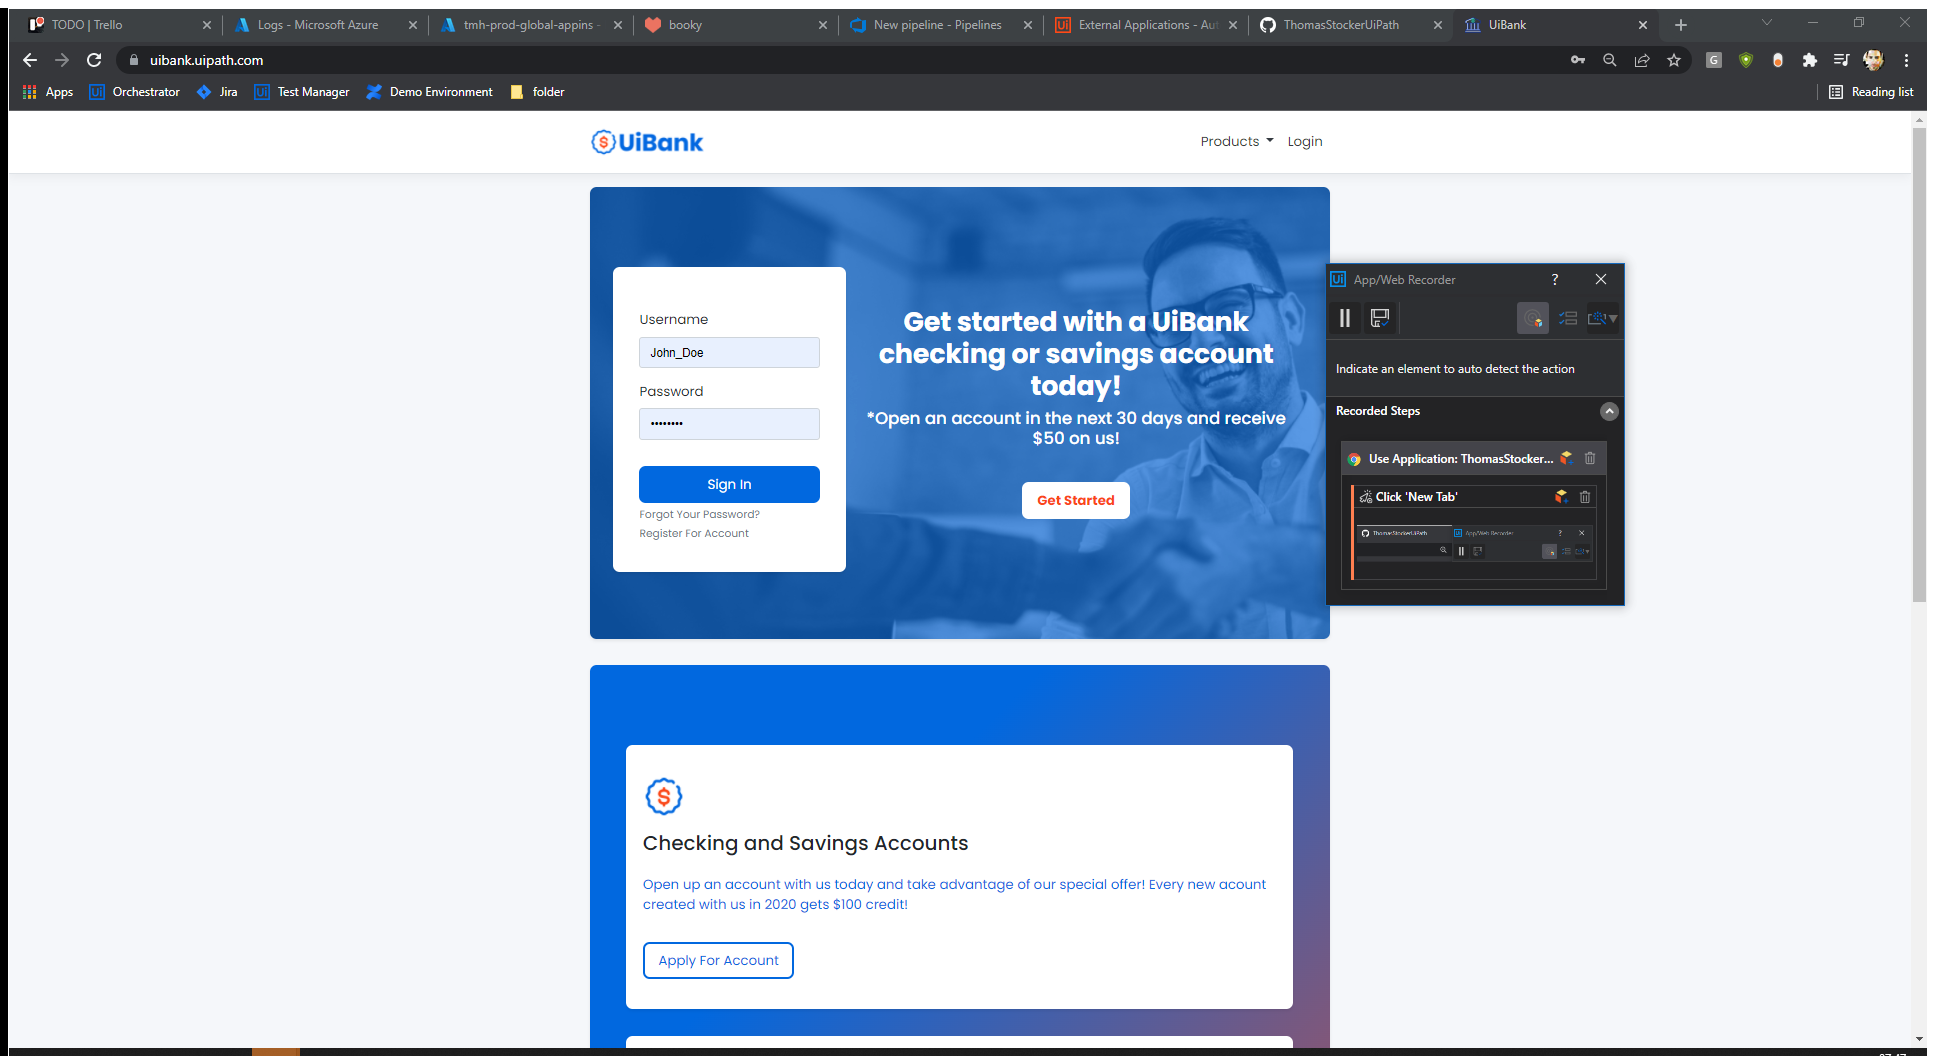 TODO | Trello
Logs - Microsoft Azure
tmh-prod-global-appins -
booky
New pipeline - Pipelines
External Applications - Aut
ThomasStockerUiPath
UiBank
uibank.uipath.com
Apps
Orchestrator
Jira
Test Manager
Demo Environment
folder
Reading list
UiBank
Products
Login
Username
John_Doe
Password
Sign In
Forgot Your Password?
Register For Account
Get started with a UiBank
checking or savings account
today!
*Open an account in the next 30 days and receive
$50 on us!
Get Started
Ui App/Web Recorder
?
Indicate an element to auto detect the action
Recorded Steps
Use Application: ThomasStocker...
Click 'New Tab'
ThomasStockerUiPath
App/Web Recorder
?
$
Checking and Savings Accounts
Open up an account with us today and take advantage of our special offer! Every new acount
created with us in 2020 gets $100 credit!
Apply For Account